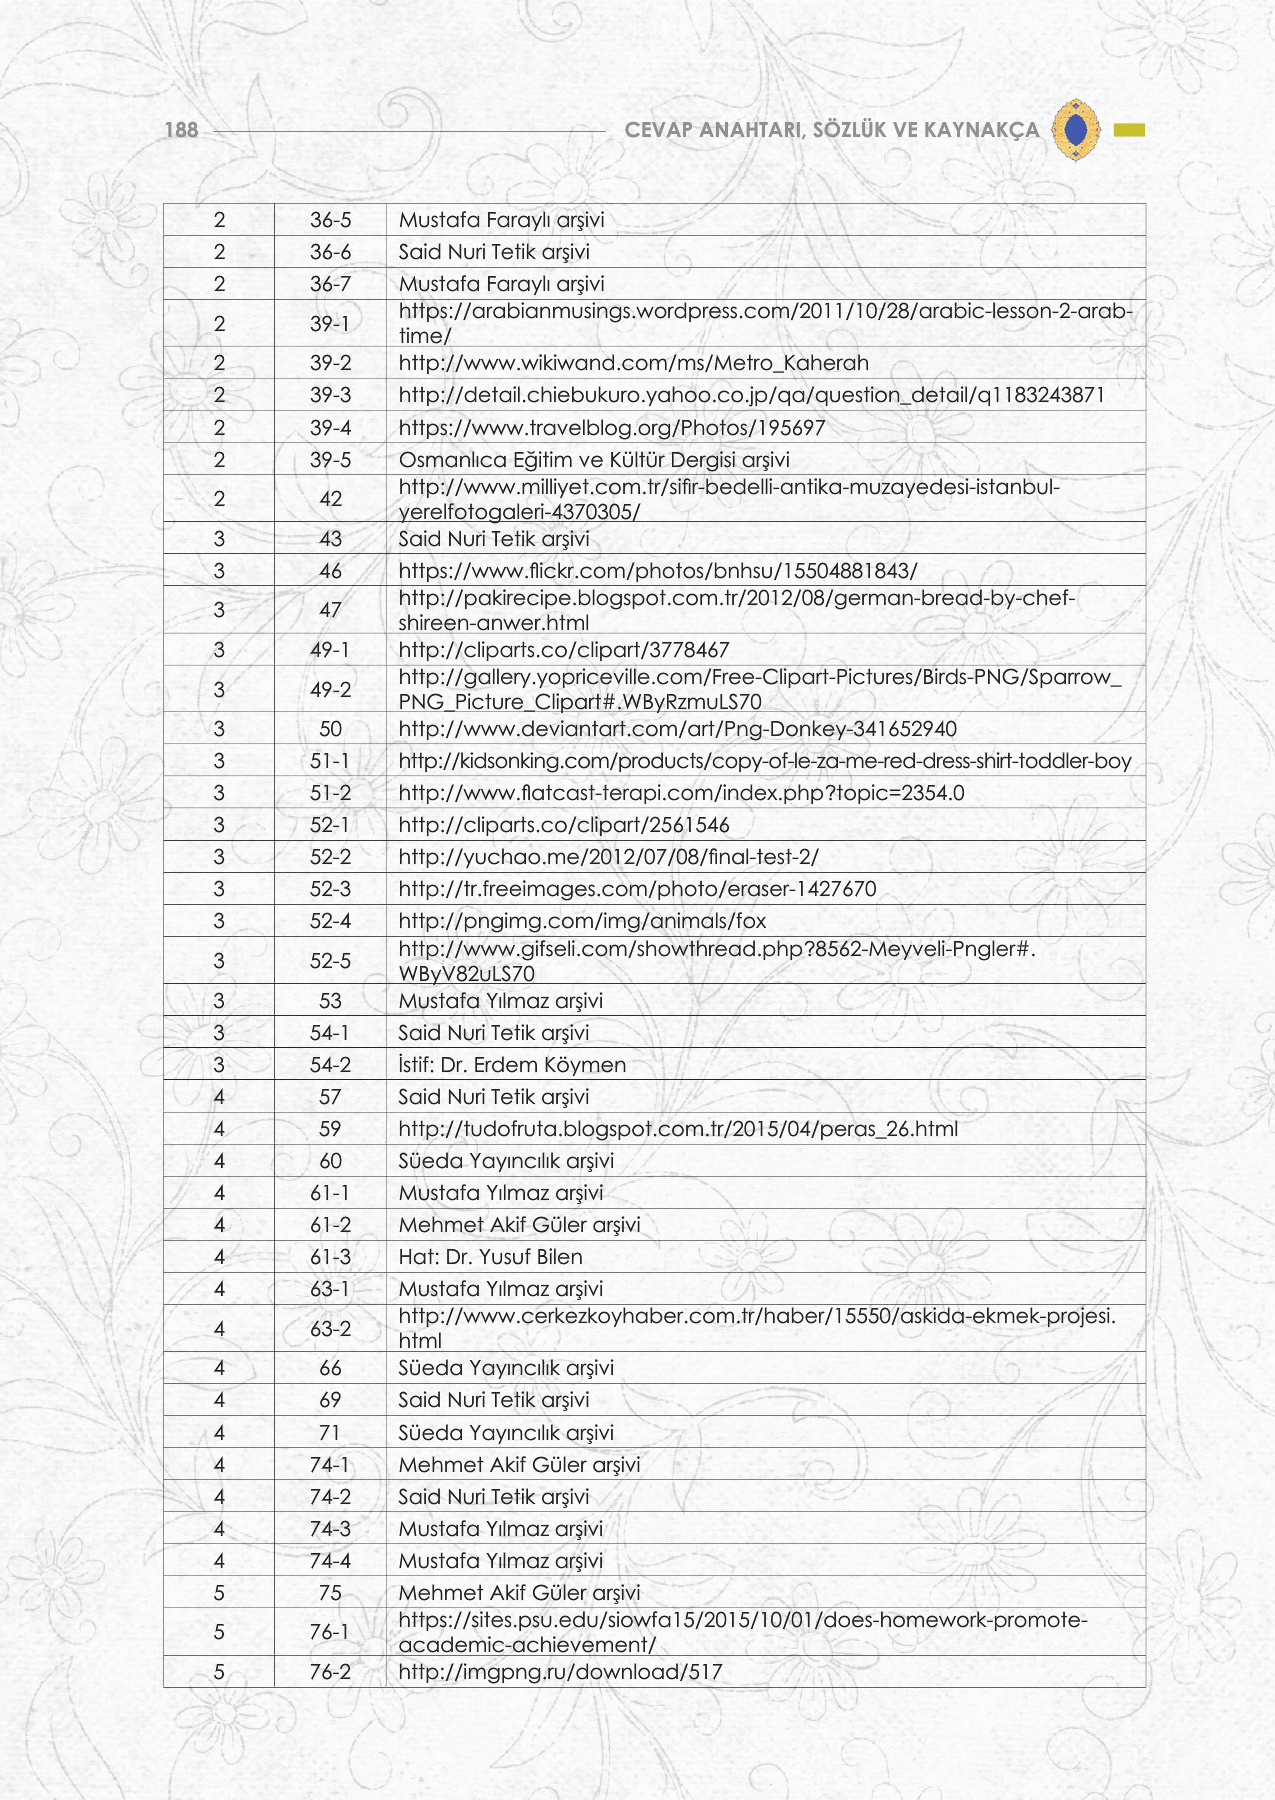 188 CEVAP ANAHTARI, SÖZLÜK VE KAYNAKÇA
2 36-5 Mustafa Faraylı arşivi
2 36-6 Said Nuri Tetik arşivi
2 36-7 Mustafa Faraylı arşivi
2 39-1 https://arabianmusings.wordpress.com/2011/10/28/arabic-lesson-2-arab-
time/
2 39-2 http://www.wikiwand.com/ms/Metro_Kaherah
2 39-3 http://detail.chiebukuro.yahoo.co.jp/qa/question_detail/q1183243871
2 39-4 https://www.travelblog.org/Photos/195697
2 39-5 Osmanlıca Eğitim ve Kültür Dergisi arşivi
2 42 http://www.milliyet.com.tr/sifir-bedelli-antika-muzayedesi-istanbul-
yerelfotogaleri-4370305/
3 43 Said Nuri Tetik arşivi
3 46 https://www.flickr.com/photos/bnhsu/15504881843/
3 47 http://pakirecipe.blogspot.com.tr/2012/08/german-bread-by-chef-
shireen-anwer.html
3 49-1 http://cliparts.co/clipart/3778467
3 49-2 http://gallery.yopriceville.com/Free-Clipart-Pictures/Birds-PNG/Sparrow_
PNG_Picture_Clipart#.WByRzmuLS70
3 50 http://www.deviantart.com/art/Png-Donkey-341652940
3 51-1 http://kidsonking.com/products/copy-of-le-za-me-red-dress-shirt-toddler-boy
3 51-2 http://www.flatcast-terapi.com/index.php?topic=2354.0
3 52-1 http://cliparts.co/clipart/2561546
3 52-2 http://yuchao.me/2012/07/08/final-test-2/
3 52-3 http://tr.freeimages.com/photo/eraser-1427670
3 52-4 http://pngimg.com/img/animals/fox
3 52-5 http://www.gifseli.com/showthread.php?8562-Meyveli-Pngler#.
WByV82uLS70
3 53 Mustafa Yılmaz arşivi
3 54-1 Said Nuri Tetik arşivi
3 54-2 İstif: Dr. Erdem Köymen
4 57 Said Nuri Tetik arşivi
4 59 http://tudofruta.blogspot.com.tr/2015/04/peras_26.html
4 60 Süeda Yayıncılık arşivi
4 61-1 Mustafa Yılmaz arşivi
4 61-2 Mehmet Akif Güler arşivi
4 61-3 Hat: Dr. Yusuf Bilen
4 63-1 Mustafa Yılmaz arşivi
4 63-2 http://www.cerkezkoyhaber.com.tr/haber/15550/askida-ekmek-projesi.
html
4 66 Süeda Yayıncılık arşivi
4 69 Said Nuri Tetik arşivi
4 71 Süeda Yayıncılık arşivi
4 74-1 Mehmet Akif Güler arşivi
4 74-2 Said Nuri Tetik arşivi
4 74-3 Mustafa Yılmaz arşivi
4 74-4 Mustafa Yılmaz arşivi
5 75 Mehmet Akif Güler arşivi
5 76-1 https://sites.psu.edu/siowfa15/2015/10/01/does-homework-promote-
academic-achievement/
5 76-2 http://imgpng.ru/download/517